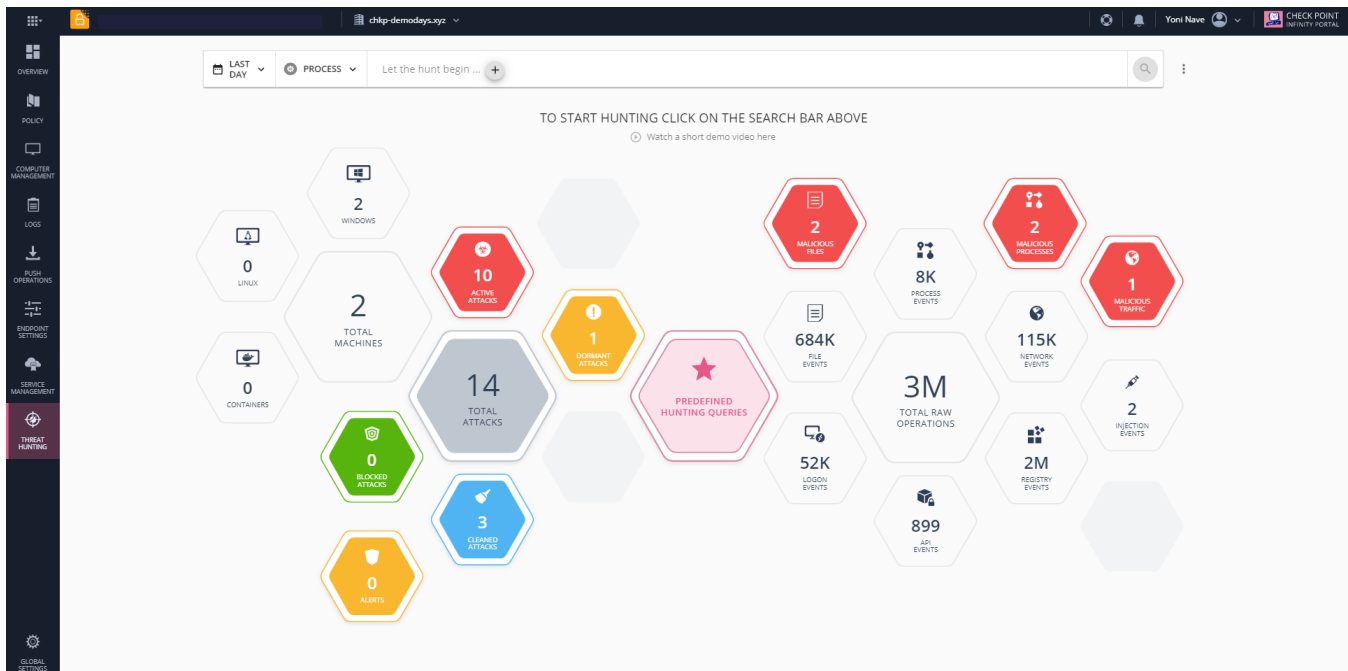 chkp-demodays.xyz
Yoni Nave
CHECK POINT
INFINITY PORTAL
OVERVIEW
POLICY
COMPUTER
MANAGEMENT
LOGS
PUSH
OPERATIONS
ENDPOINT
SETTINGS
SERVICE
MANAGEMENT
THREAT
HUNTING
GLOBAL
SETTINGS
LAST
DAY
PROCESS
Let the hunt begin ...
TO START HUNTING CLICK ON THE SEARCH BAR ABOVE
Watch a short demo video here
2
WINDOWS
0
LINUX
2
TOTAL
MACHINES
0
CONTAINERS
10
ACTIVE
ATTACKS
1
DORMANT
ATTACKS
14
TOTAL
ATTACKS
0
BLOCKED
ATTACKS
3
CLEANED
ATTACKS
0
ALERTS
PREDEFINED
HUNTING QUERIES
2
MALICIOUS
FILES
8K
PROCESS
EVENTS
2
MALICIOUS
PROCESSES
1
MALICIOUS
TRAFFIC
684K
FILE
EVENTS
115K
NETWORK
EVENTS
3M
TOTAL RAW
OPERATIONS
2
INJECTION
EVENTS
52K
LOGON
EVENTS
2M
REGISTRY
EVENTS
899
API
EVENTS